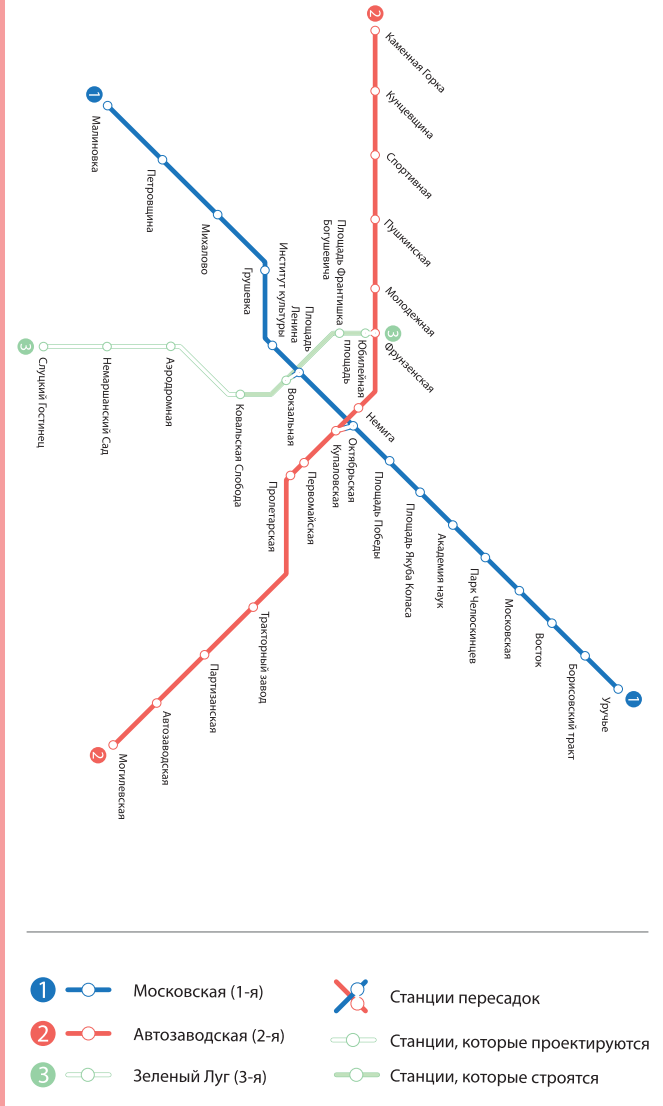 2
Каменная Горка
Кунцевщина
Спортивная
Пушкинская
Молодежная
Фрунзенская
Немига
Купаловская
Первомайская
Пролетарская
Тракторный завод
Партизанская
Автозаводская
Могилевская
2
1
Малиновка
Петровщина
Михалово
Грушевка
Институт культуры
Площадь
Ленина
Октябрьская
Площадь Победы
Площадь Якуба Коласа
Академия наук
Парк Челюскинцев
Московская
Восток
Борисовский тракт
Уручье
1
3
Юбилейная
площадь
Площадь Франтишка
Богушевича
Вокзальная
Ковальская Слобода
Аэродромная
Немаршанский Сад
Слуцкий Гостинец
3
1 Московская (1-я)
2 Автозаводская (2-я)
3 Зеленый Луг (3-я)
Станции пересадок
Станции, которые проектируются
Станции, которые строятся